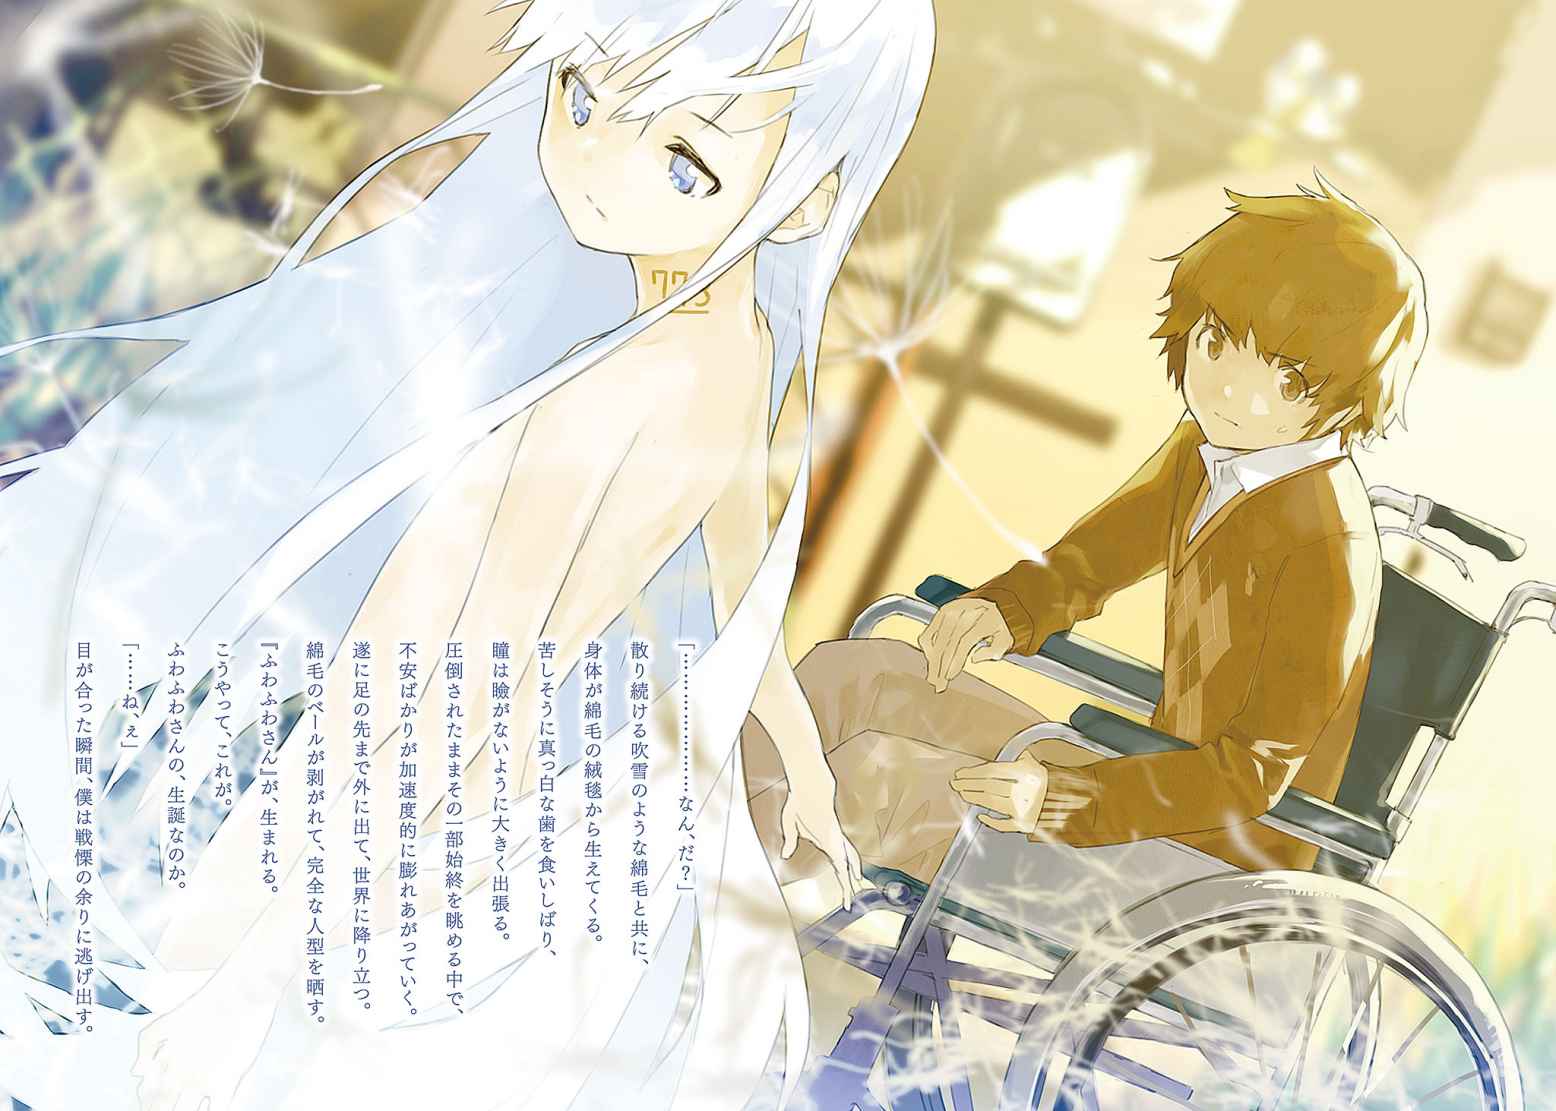 「…………………なん、だ？」
散り続ける吹雪のような綿毛と共に、
身体が綿毛の絨毯から生えてくる。
苦しそうに真っ白な歯を食いしばり、
瞳は瞼がないように大きく出張る。
圧倒されたままその一部始終を眺める中で、
不安ばかりが加速度的に膨れあがっていく。
遂に足の先まで外に出て、世界に降り立つ。
綿毛のベールが剥がれて、完全な人型を晒す。
『ふわふわさん』が、生まれる。
こうやって、これが。
ふわふわさんの、生誕なのか。
「……ね、ぇ」
目が合った瞬間、僕は戦慄の余りに逃げ出す。